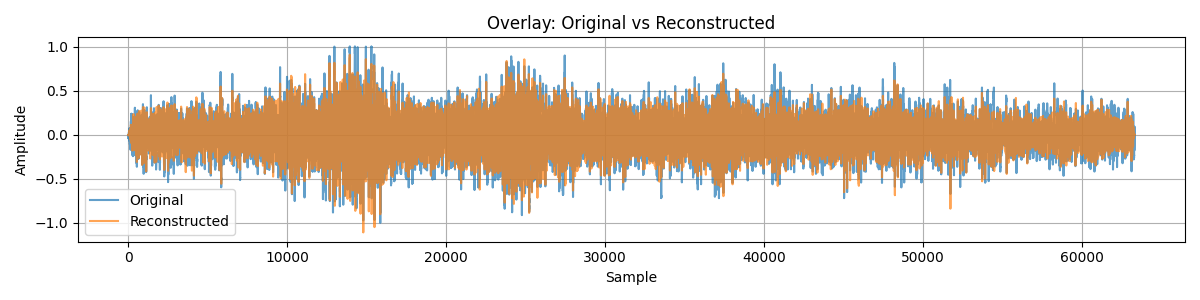 Overlay: Original vs Reconstructed
Amplitude
1.0
0.5
0.0
−0.5
−1.0
Original
Reconstructed
0 10000 20000 30000 40000 50000 60000
Sample